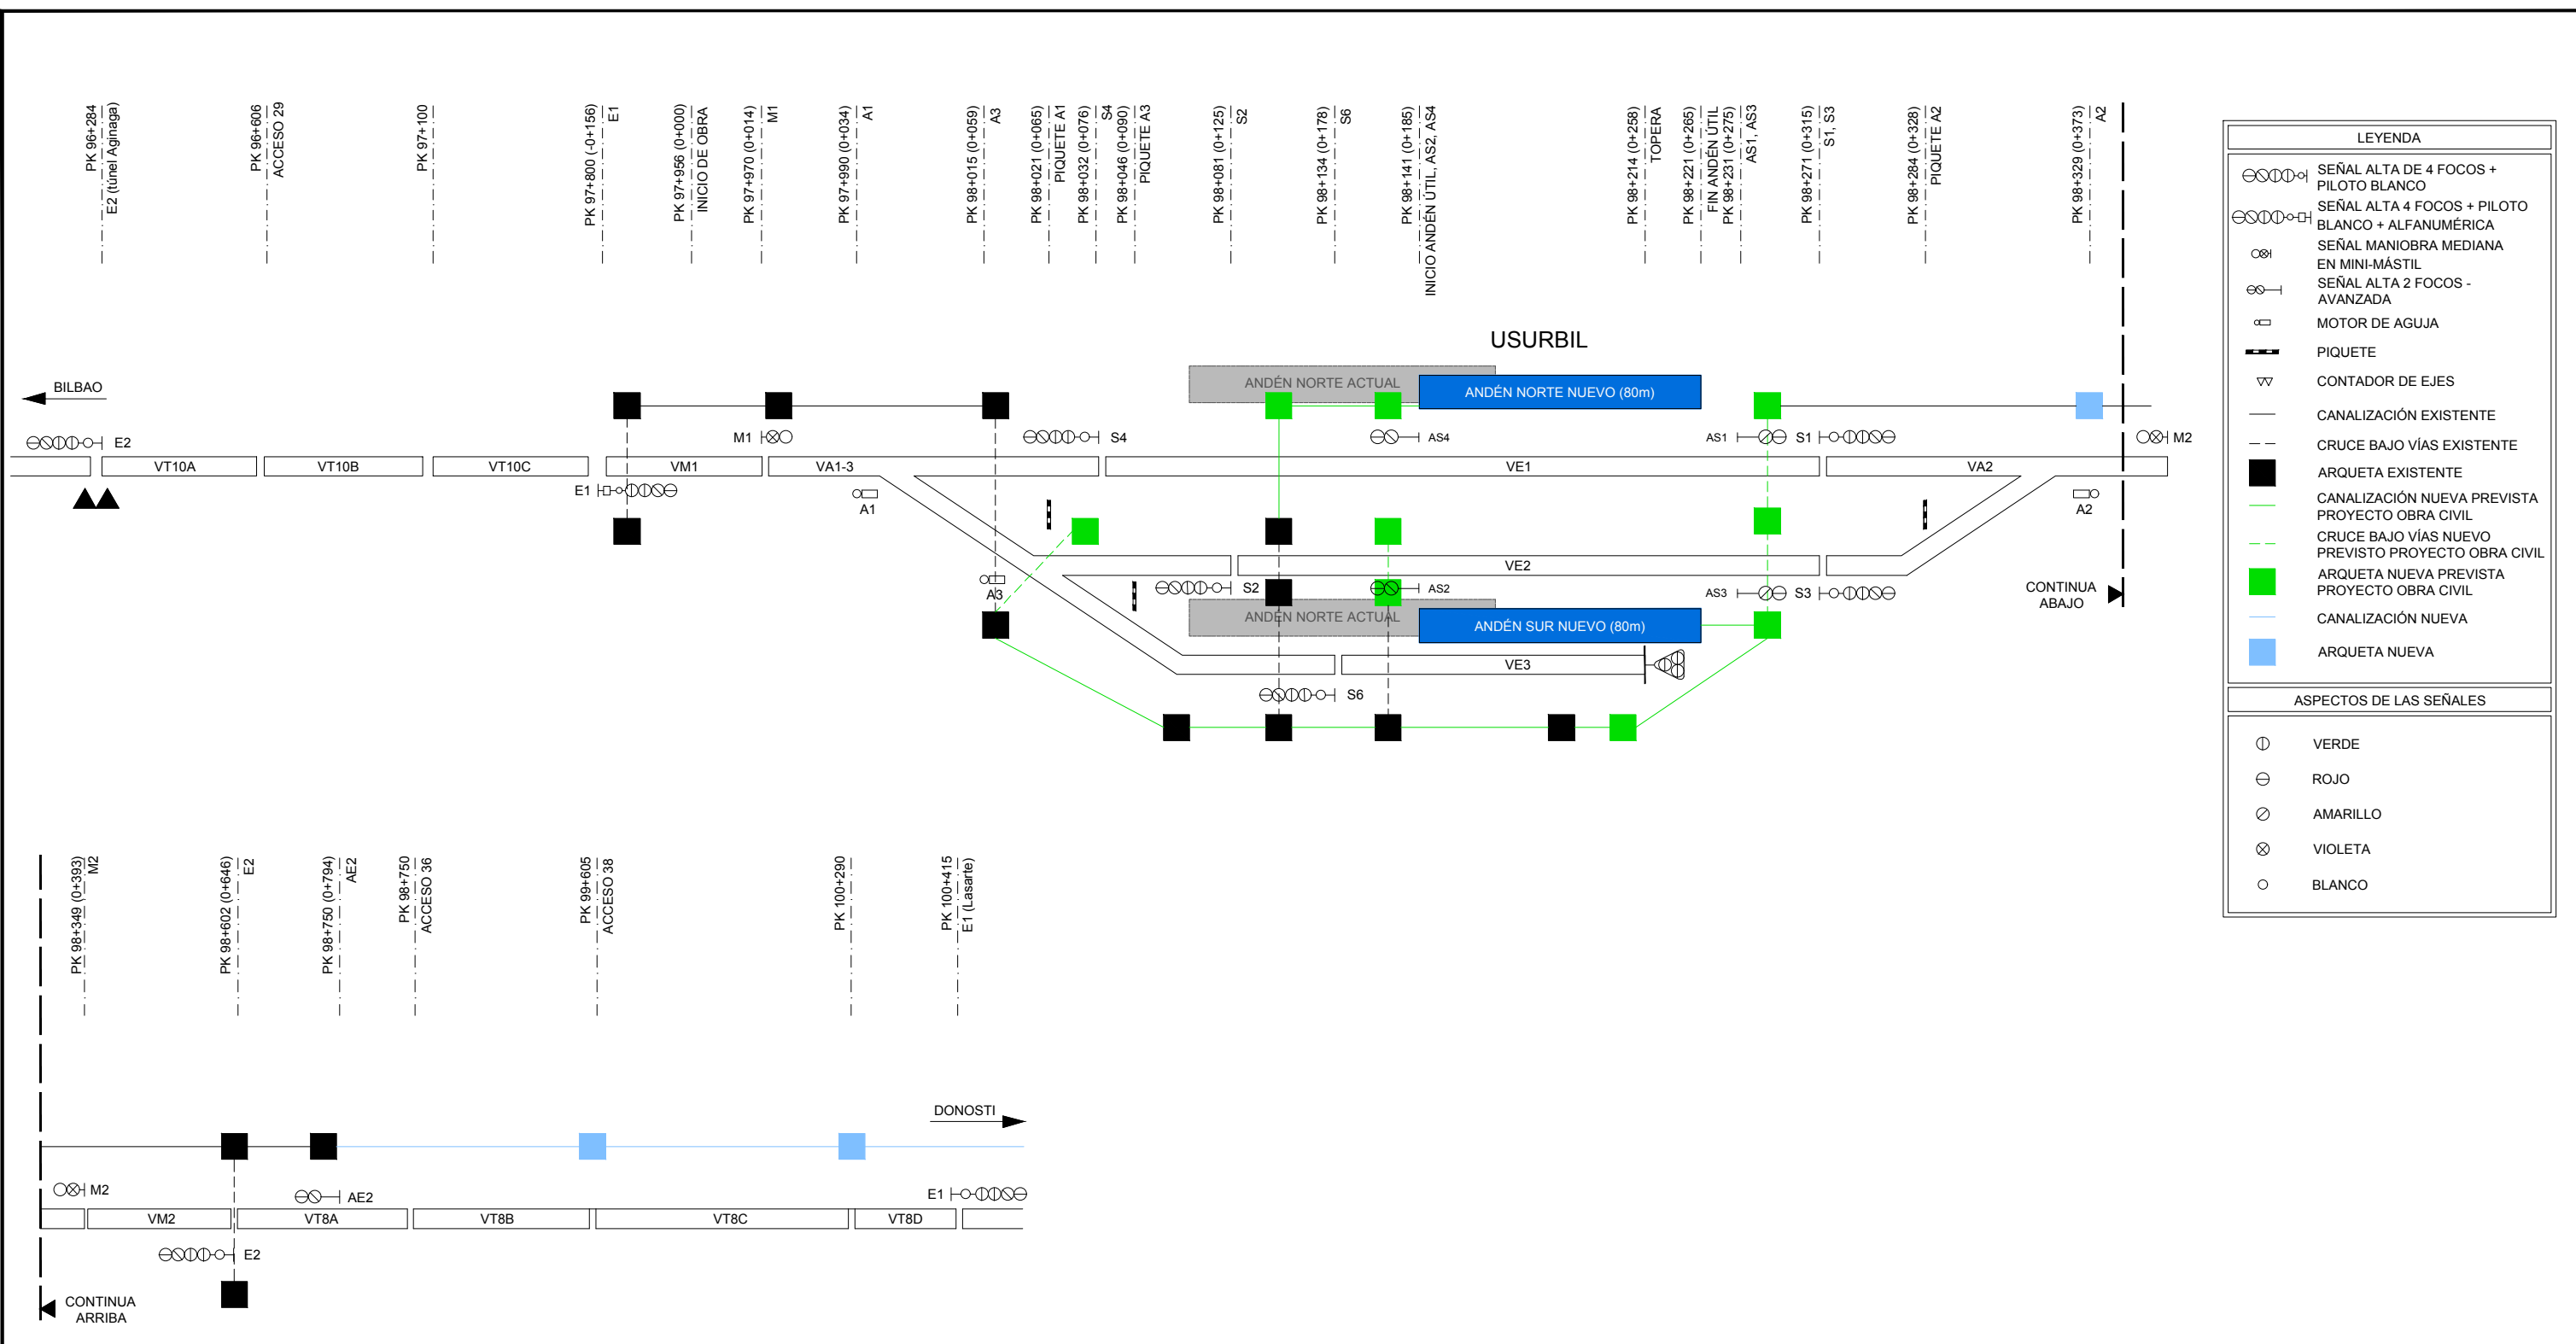 PK 96+284
E2 (túnel Aginaga)
PK 96+606
ACCESO 29
PK 97+100
PK 97+800 (-0+156)
E1
PK 97+956 (0+000)
INICIO DE OBRA
PK 97+970 (0+014)
M1
PK 97+990 (0+034)
A1
PK 98+015 (0+059)
A3
PK 98+021 (0+065)
PIQUETE A1
PK 98+032 (0+076)
S4
PK 98+046 (0+090)
PIQUETE A3
PK 98+081 (0+125)
S2
PK 98+134 (0+178)
S6
PK 98+141 (0+185)
INICIO ANDÉN ÚTIL, AS2, AS4
PK 98+214 (0+258)
TOPERA
PK 98+221 (0+265)
FIN ANDÉN ÚTIL
PK 98+231 (0+275)
AS1, AS3
PK 98+271 (0+315)
S1, S3
PK 98+284 (0+328)
PIQUETE A2
PK 98+329 (0+373)
A2
USURBIL
BILBAO
ANDÉN NORTE ACTUAL
ANDÉN NORTE NUEVO (80m)
E2
M1
S4
AS4
AS1
S1
M2
VT10A
VT10B
VT10C
VM1
VA1-3
VE1
VA2
E1
A1
A2
VE2
A3
S2
AS2
AS3
S3
CONTINUA
ABAJO
ANDÉN NORTE ACTUAL
ANDÉN SUR NUEVO (80m)
VE3
S6
PK 98+349 (0+393)
M2
PK 98+602 (0+646)
E2
PK 98+750 (0+794)
AE2
PK 98+750
ACCESO 36
PK 99+605
ACCESO 38
PK 100+290
PK 100+415
E1 (Lasarte)
DONOSTI
M2
AE2
E1
VM2
VT8A
VT8B
VT8C
VT8D
E2
CONTINUA
ARRIBA
LEYENDA
SEÑAL ALTA DE 4 FOCOS +
PILOTO BLANCO
SEÑAL ALTA 4 FOCOS + PILOTO
BLANCO + ALFANUMÉRICA
SEÑAL MANIOBRA MEDIANA
EN MINI-MÁSTIL
SEÑAL ALTA 2 FOCOS -
AVANZADA
MOTOR DE AGUJA
PIQUETE
CONTADOR DE EJES
CANALIZACIÓN EXISTENTE
CRUCE BAJO VÍAS EXISTENTE
ARQUETA EXISTENTE
CANALIZACIÓN NUEVA PREVISTA
PROYECTO OBRA CIVIL
CRUCE BAJO VÍAS NUEVO
PREVISTO PROYECTO OBRA CIVIL
ARQUETA NUEVA PREVISTA
PROYECTO OBRA CIVIL
CANALIZACIÓN NUEVA
ARQUETA NUEVA
ASPECTOS DE LAS SEÑALES
VERDE
ROJO
AMARILLO
VIOLETA
BLANCO